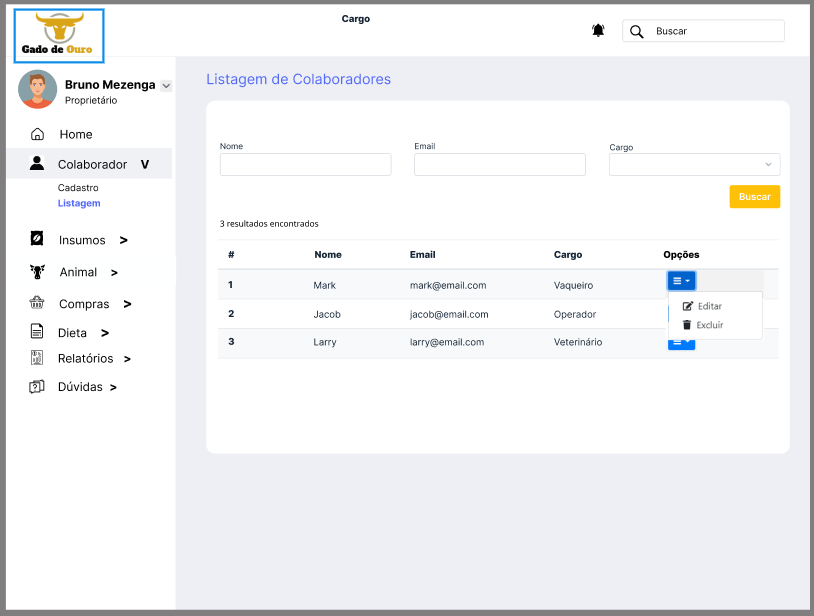 Cargo
Gado de Ouro
Buscar
Bruno Mezenga
Proprietário
Home
Colaborador V
Cadastro
Listagem
Insumos >
Animal >
Compras >
Dieta >
Relatórios >
Dúvidas >
Listagem de Colaboradores
Nome Email Cargo
Buscar
3 resultados encontrados
# Nome Email Cargo Opções
1 Mark mark@email.com Vaqueiro
2 Jacob jacob@email.com Operador
3 Larry larry@email.com Veterinário
Editar
Excluir